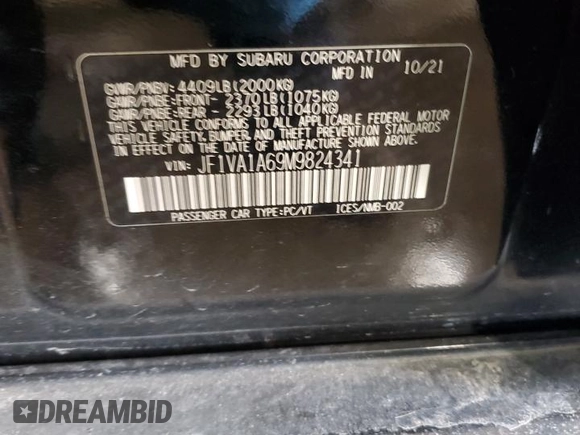 MFD BY SUBARU CORPORATION
MFD IN 10/21
GVWR/PNBV: 4409LB(2000KG)
GAWR/PNBE:FRONT- 2370LB(1075KG)
GAWR/PNBE:REAR - 2293LB(1040KG)
THIS VEHICLE CONFORMS TO ALL APPLICABLE FEDERAL MOTOR
VEHICLE SAFETY, BUMPER, AND THEFT PREVENTION STANDARDS
IN EFFECT ON THE DATE OF MANUFACTURE SHOWN ABOVE.
VIN: JF1VA1A69M9824341
PASSENGER CAR TYPE:PC/VT ICES/NMB-002
DREAMBID